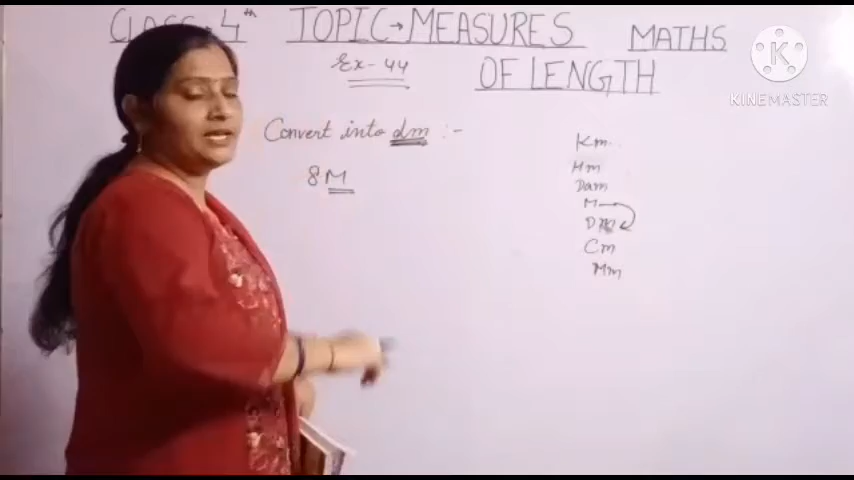 CLASS-4th TOPIC→MEASURES MATHS
OF LENGTH
Ex-44
Convert into dm :-
8M
Km
Hm
Dam
M
Dm
Cm
Mm
K
KINEMASTER